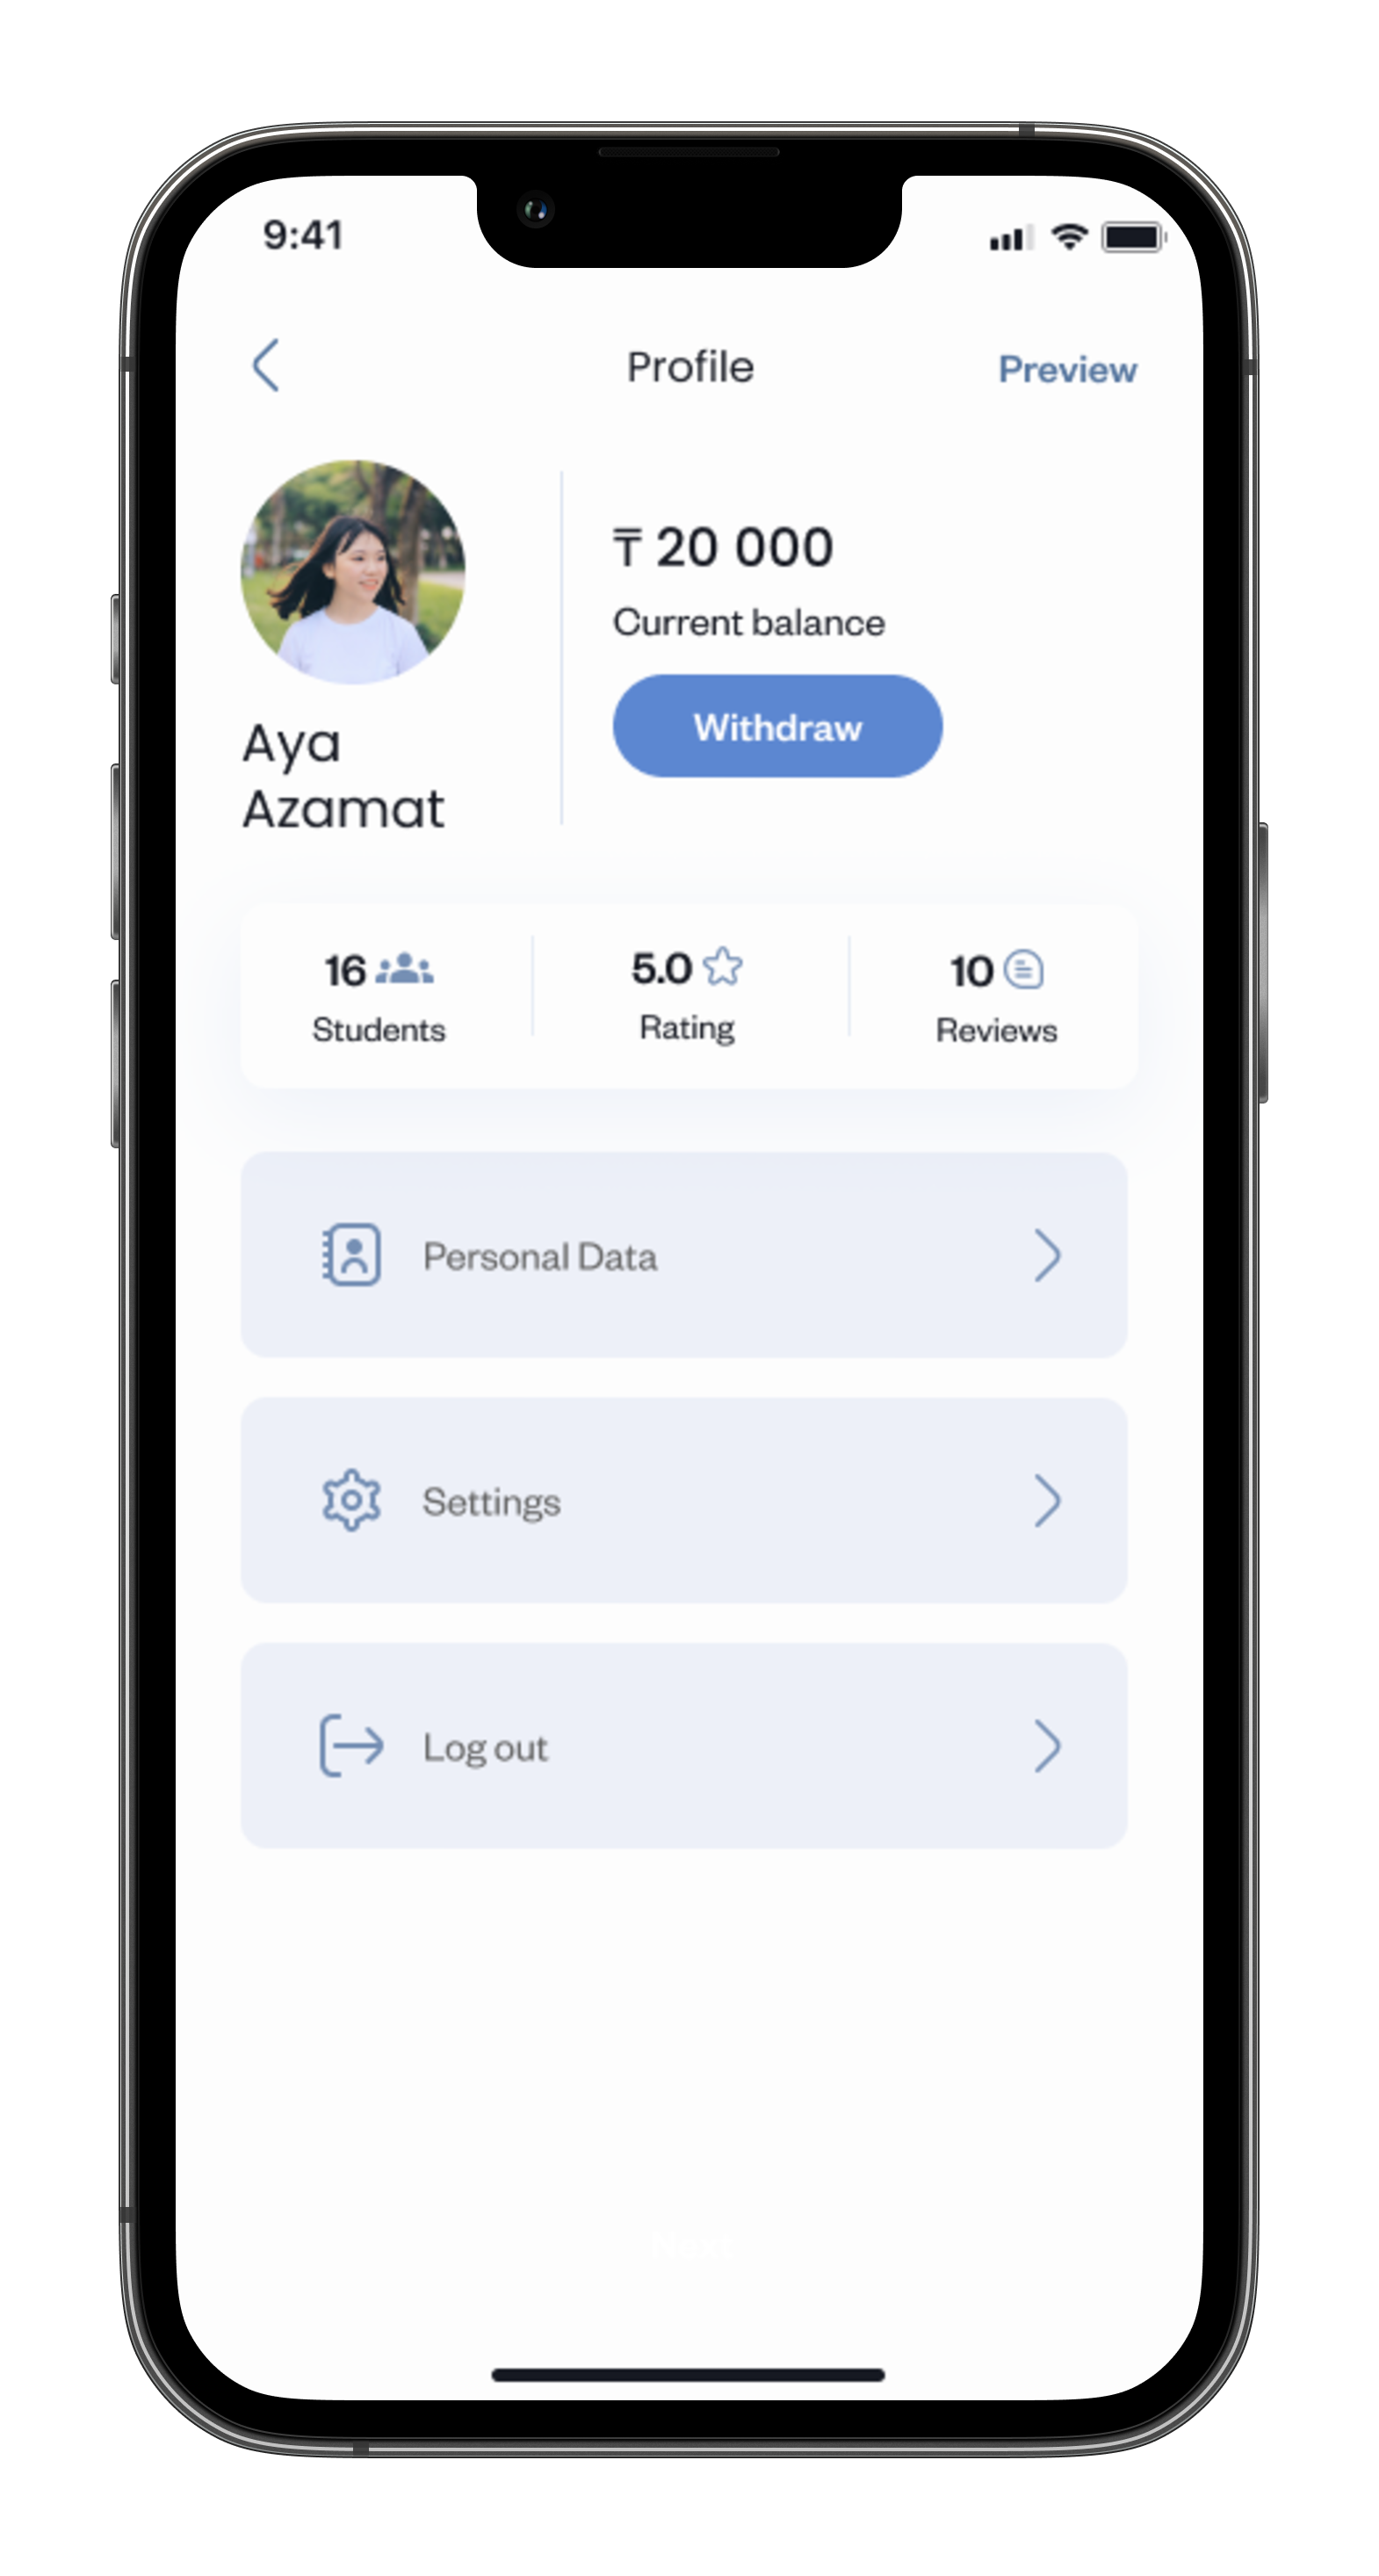 9:41
Profile
Preview
₸ 20 000
Current balance
Withdraw
Aya
Azamat
16
Students
5.0
Rating
10
Reviews
Personal Data
Settings
Log out
Next